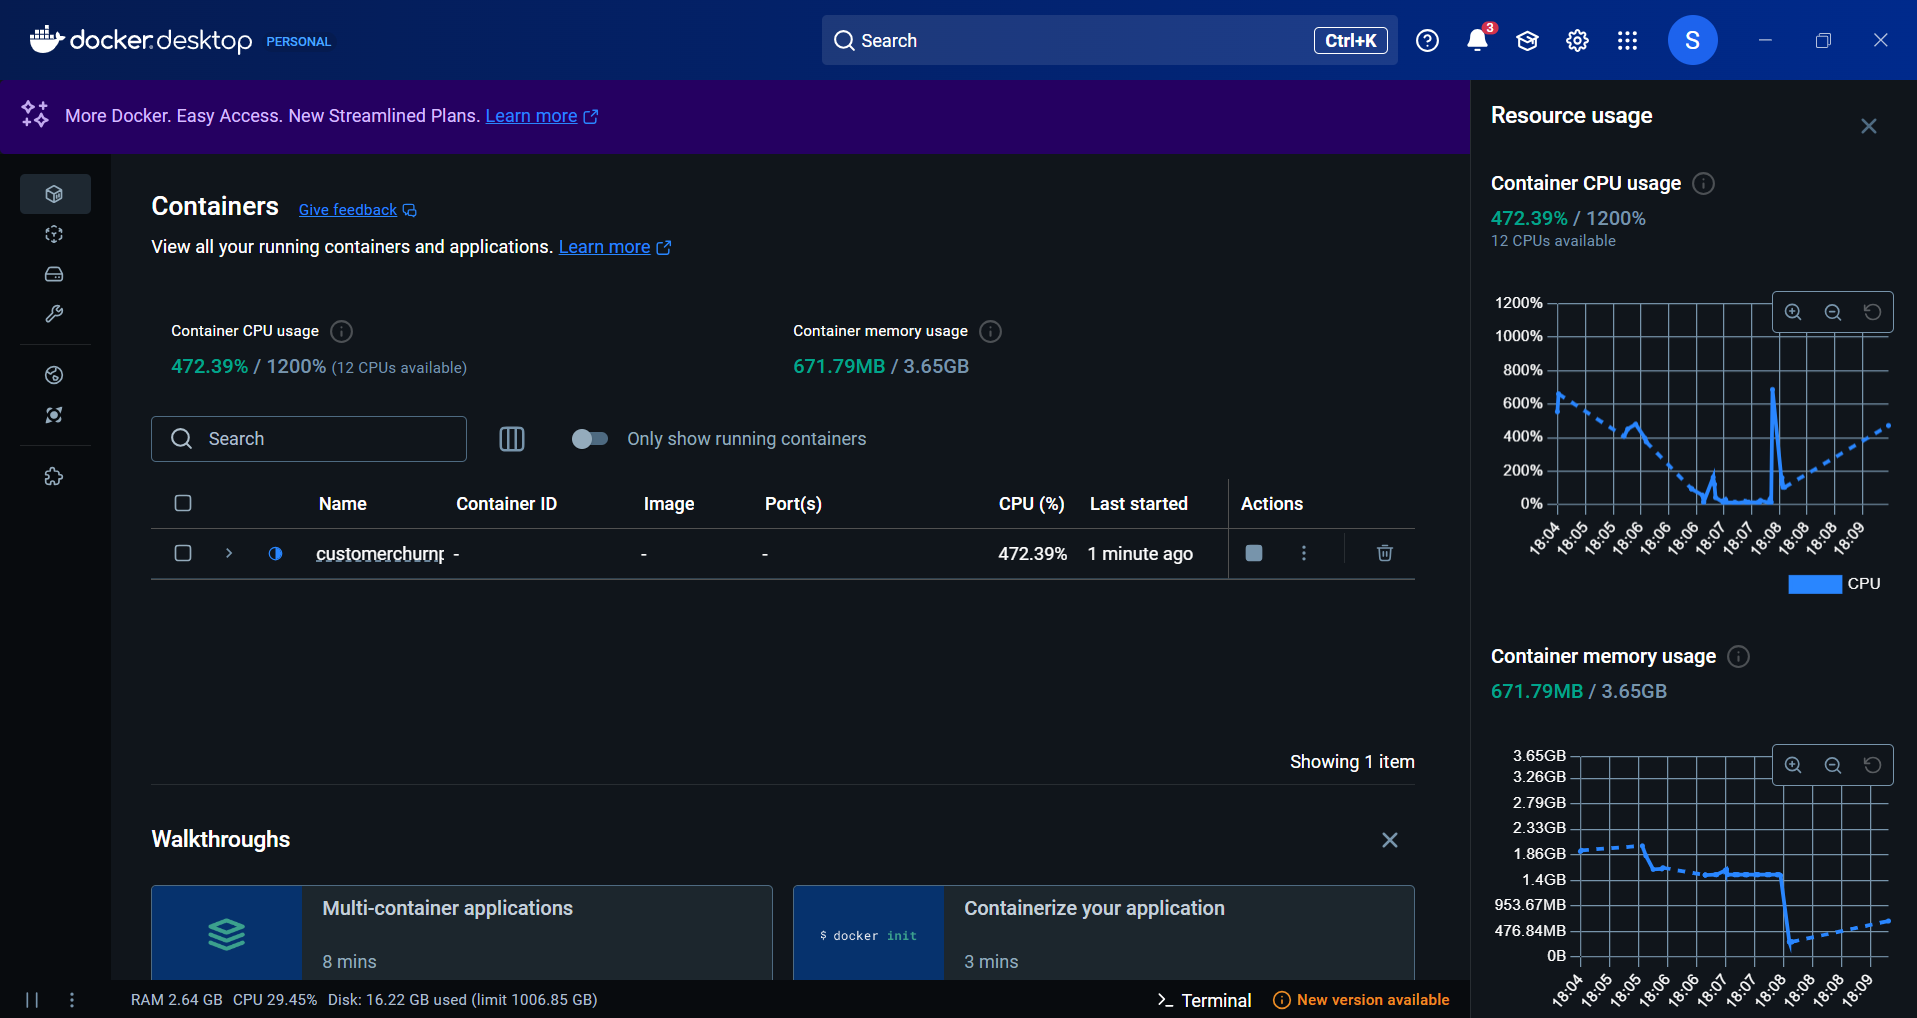 docker.desktop PERSONAL
Search Ctrl+K
3
S
More Docker. Easy Access. New Streamlined Plans. Learn more
Containers Give feedback
View all your running containers and applications. Learn more
Container CPU usage
472.39% / 1200% (12 CPUs available)
Container memory usage
671.79MB / 3.65GB
Search
Only show running containers
Name Container ID Image Port(s) CPU (%) Last started Actions
customerchurnp - - - 472.39% 1 minute ago
Showing 1 item
Walkthroughs
Multi-container applications
8 mins
$ docker init
Containerize your application
3 mins
RAM 2.64 GB CPU 29.45% Disk: 16.22 GB used (limit 1006.85 GB)
>_ Terminal
New version available
Resource usage
Container CPU usage
472.39% / 1200%
12 CPUs available
1200%
1000%
800%
600%
400%
200%
0%
18:04 18:05 18:05 18:06 18:06 18:06 18:07 18:07 18:08 18:08 18:08 18:09
CPU
Container memory usage
671.79MB / 3.65GB
3.65GB
3.26GB
2.79GB
2.33GB
1.86GB
1.4GB
953.67MB
476.84MB
0B
18:04 18:05 18:05 18:06 18:06 18:07 18:07 18:08 18:08 18:08 18:09